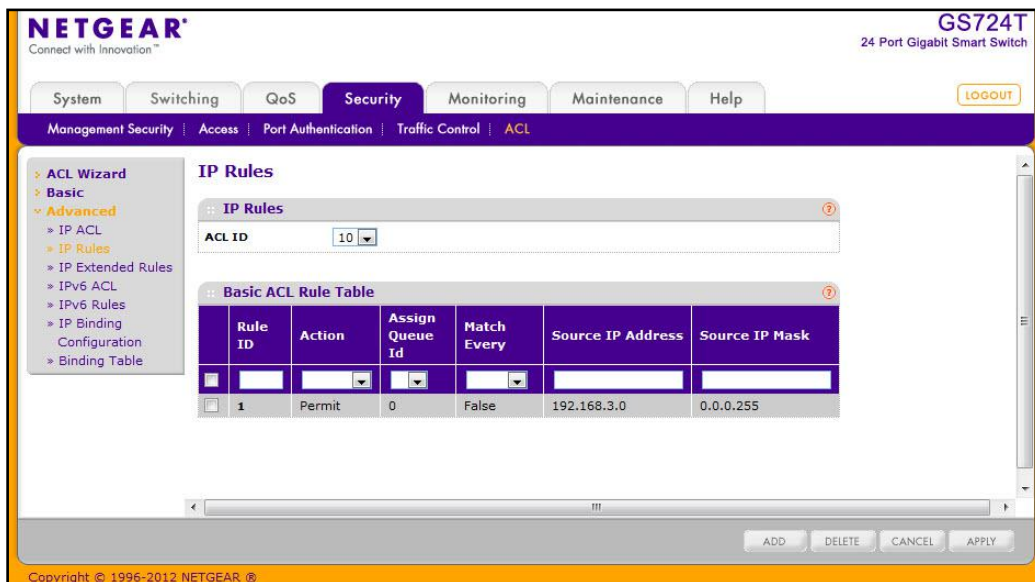 NETGEAR®
Connect with Innovation™
GS724T
24 Port Gigabit Smart Switch
System Switching QoS Security Monitoring Maintenance Help LOGOUT
Management Security Access Port Authentication Traffic Control ACL
ACL Wizard
Basic
Advanced
IP ACL
IP Rules
IP Extended Rules
IPv6 ACL
IPv6 Rules
IP Binding
Configuration
Binding Table
IP Rules
IP Rules
ACL ID 10
Basic ACL Rule Table
Rule ID Action Assign Queue Id Match Every Source IP Address Source IP Mask
1 Permit 0 False 192.168.3.0 0.0.0.255
ADD DELETE CANCEL APPLY
Copyright © 1996-2012 NETGEAR ®